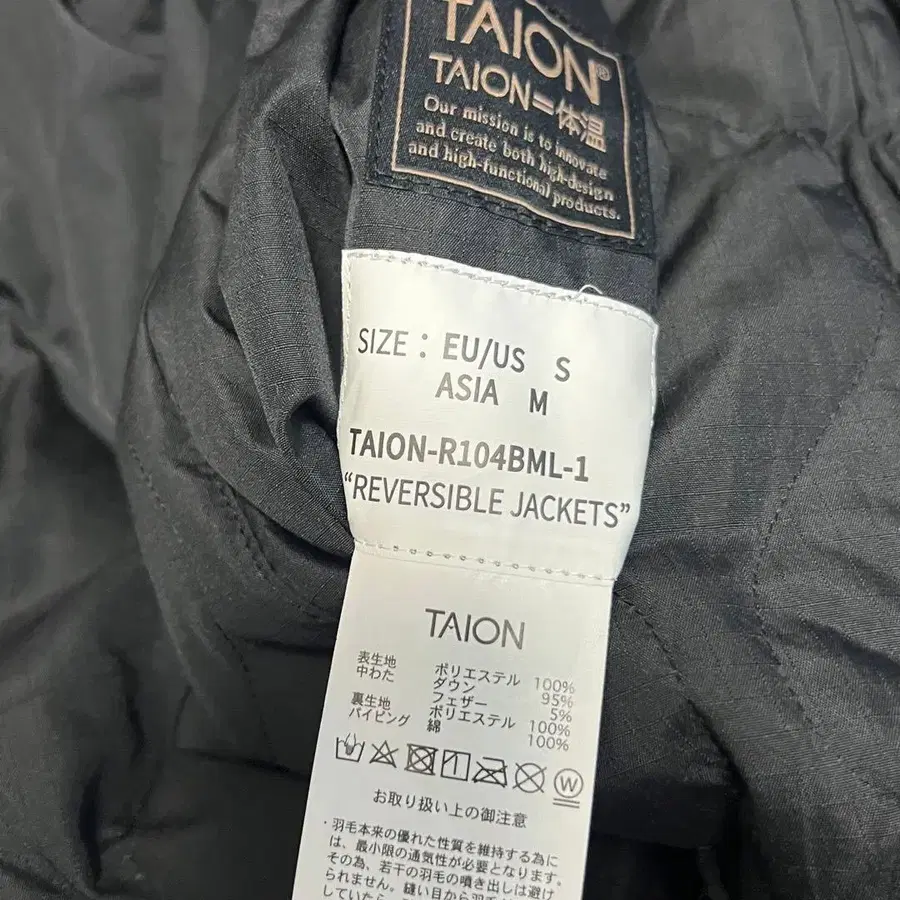 TAION®
TAION=体温
Our mission is to innovate
and create both high-design
and high-functional products.
SIZE : EU/US S
ASIA M
TAION-R104BML-1
“REVERSIBLE JACKETS”
TAION
表生地 ポリエステル 100%
中わた ダウン 95%
フェザー 5%
裏生地 ポリエステル 100%
パイピング 綿 100%
W
お取り扱い上の御注意
・羽毛本来の優れた性質を維持する為に
は、最小限の通気性が必要となります。
その為、若干の羽毛の噴き出しは避け
られません。縫い目から羽毛
していたら、